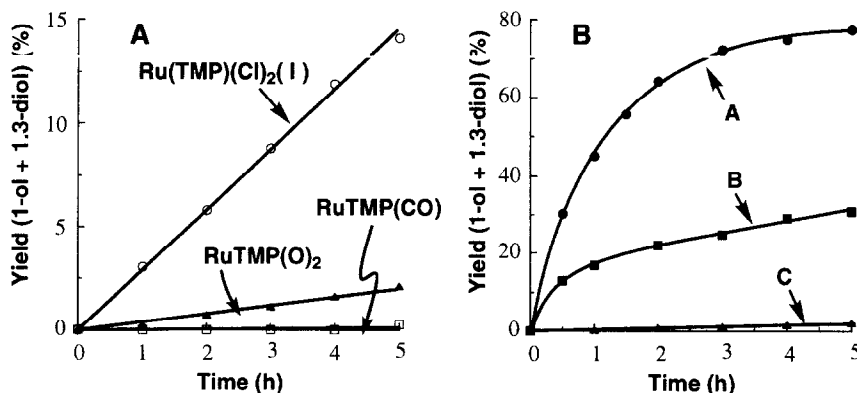 A
Yield (1-ol + 1.3-diol) (%)
15
10
5
0
Ru(TMP)(Cl)₂(I)
RuTMP(CO)
RuTMP(O)₂
0 1 2 3 4 5
Time (h)
B
Yield (1-ol + 1.3-diol) (%)
80
60
40
20
0
A
B
C
0 1 2 3 4 5
Time (h)